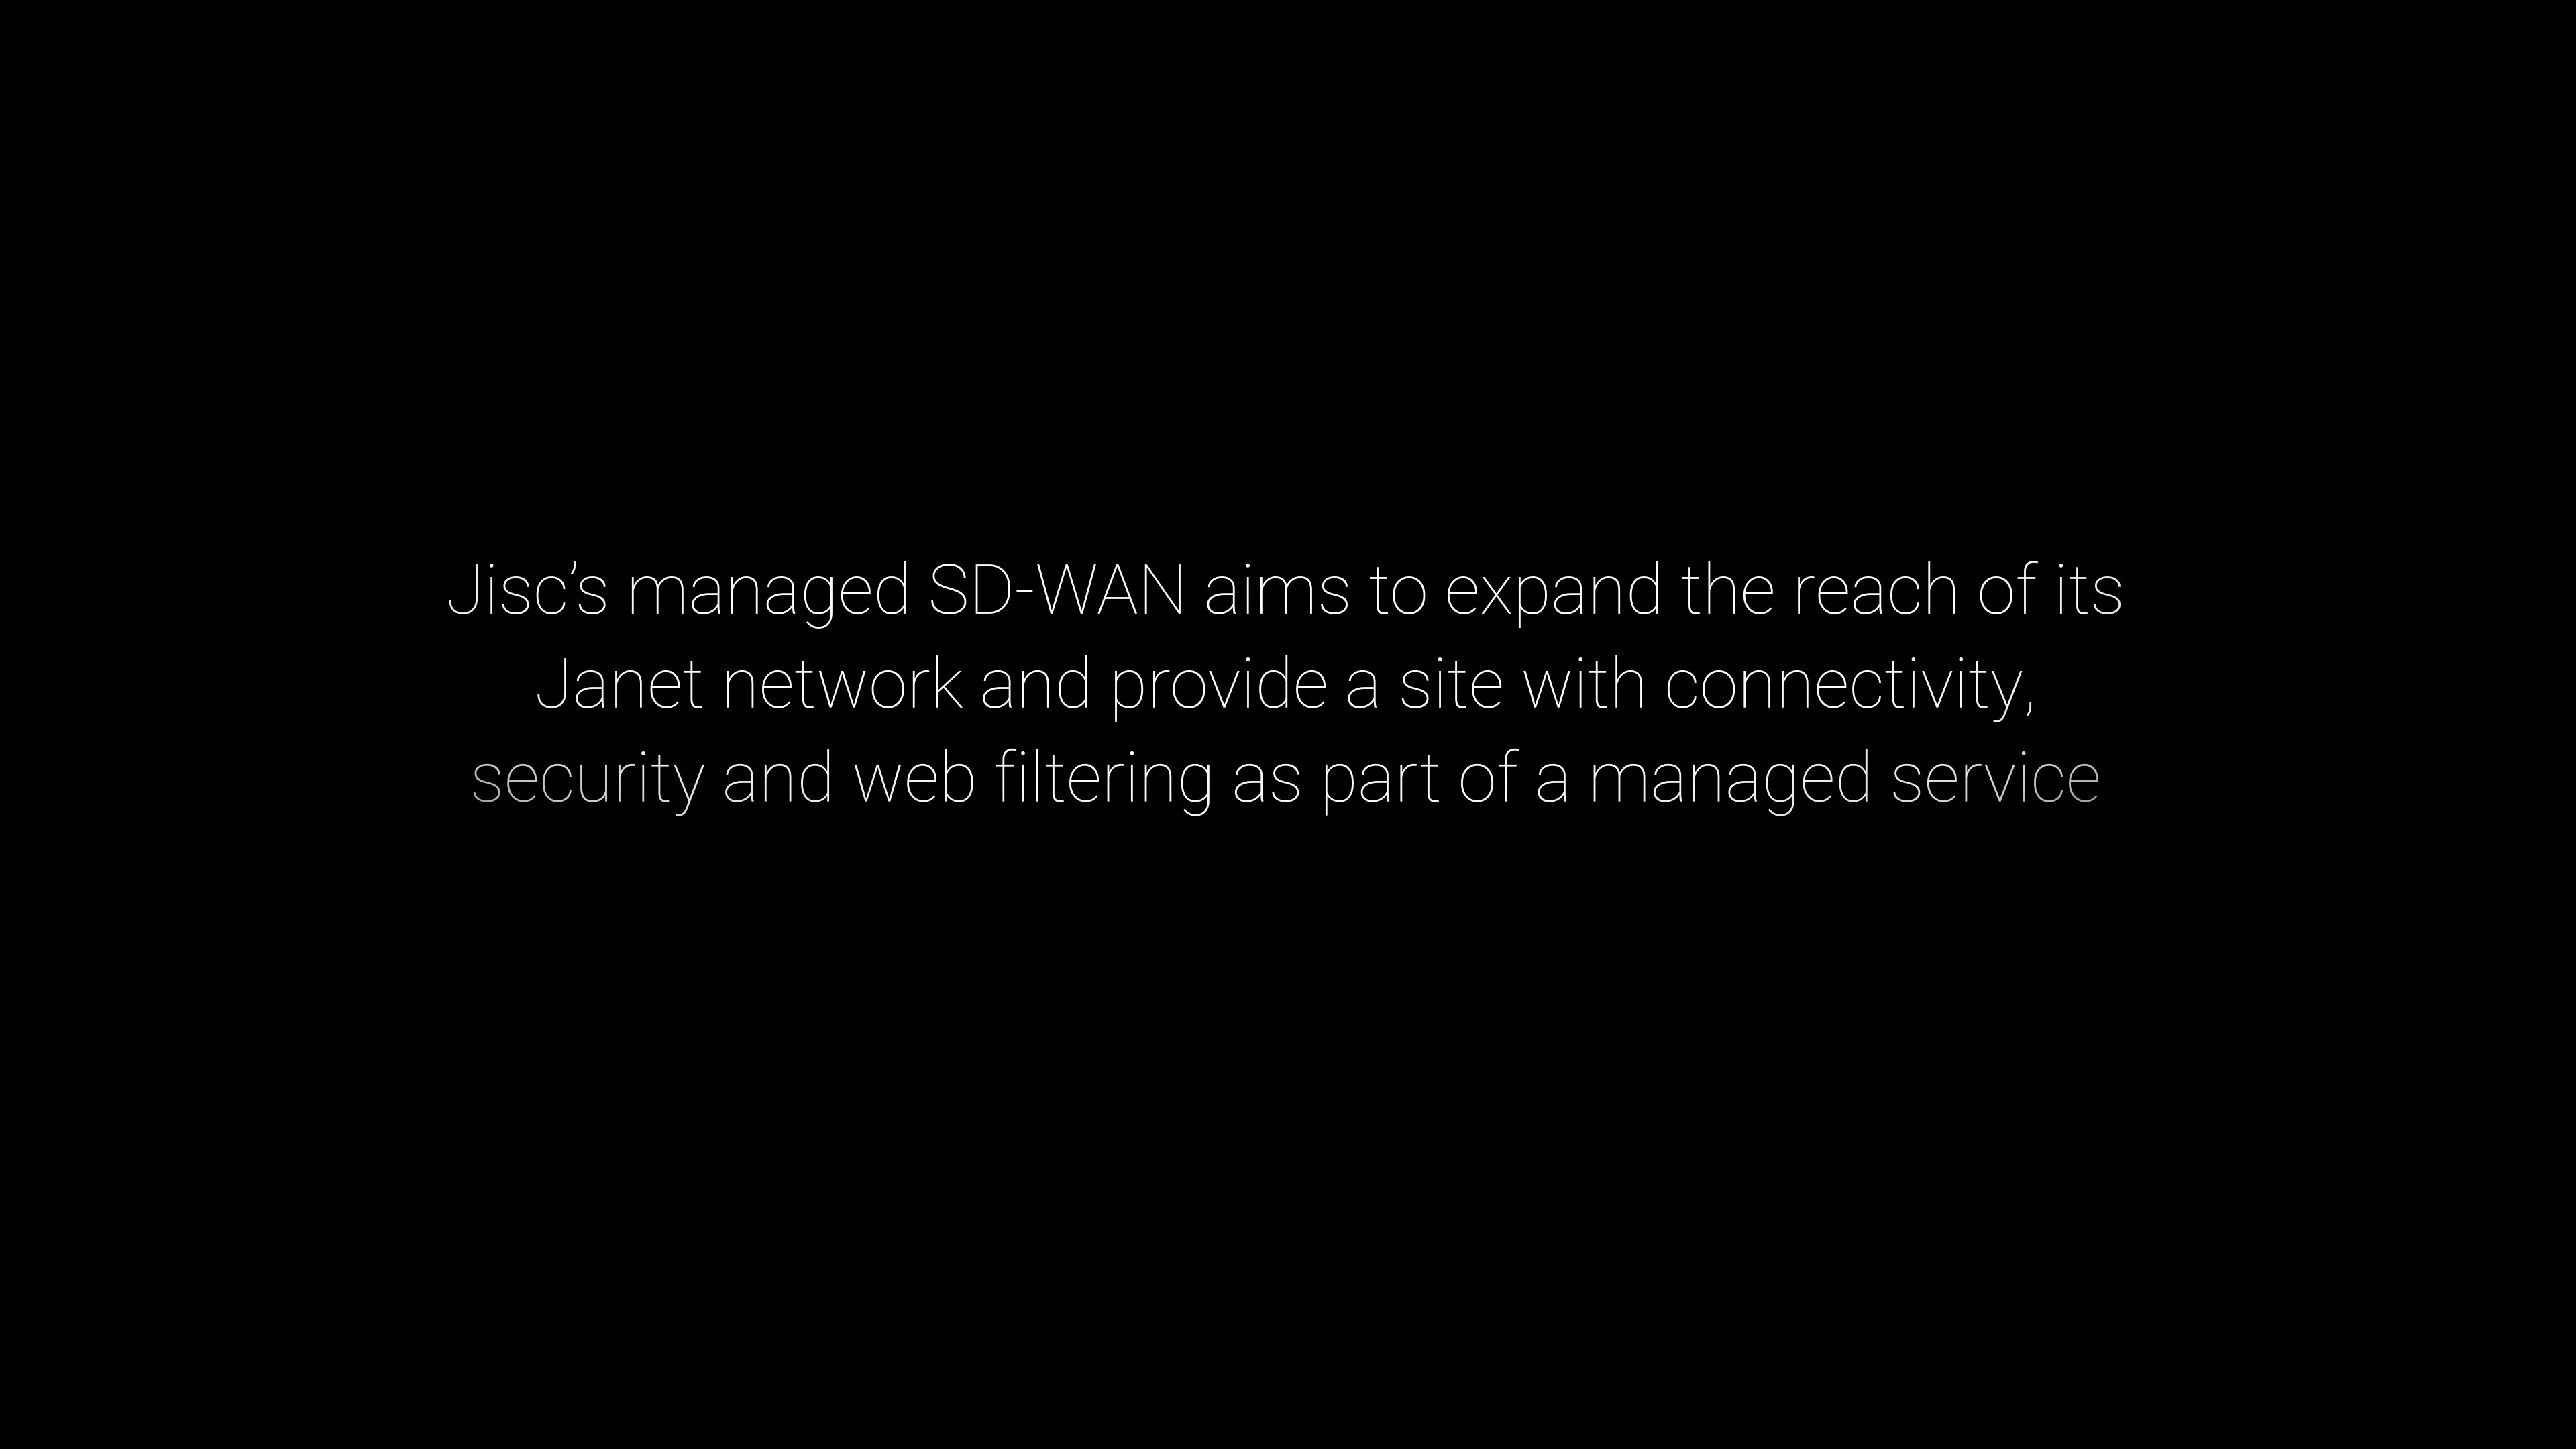 Jisc’s managed SD-WAN aims to expand the reach of its
Janet network and provide a site with connectivity,
security and web filtering as part of a managed service